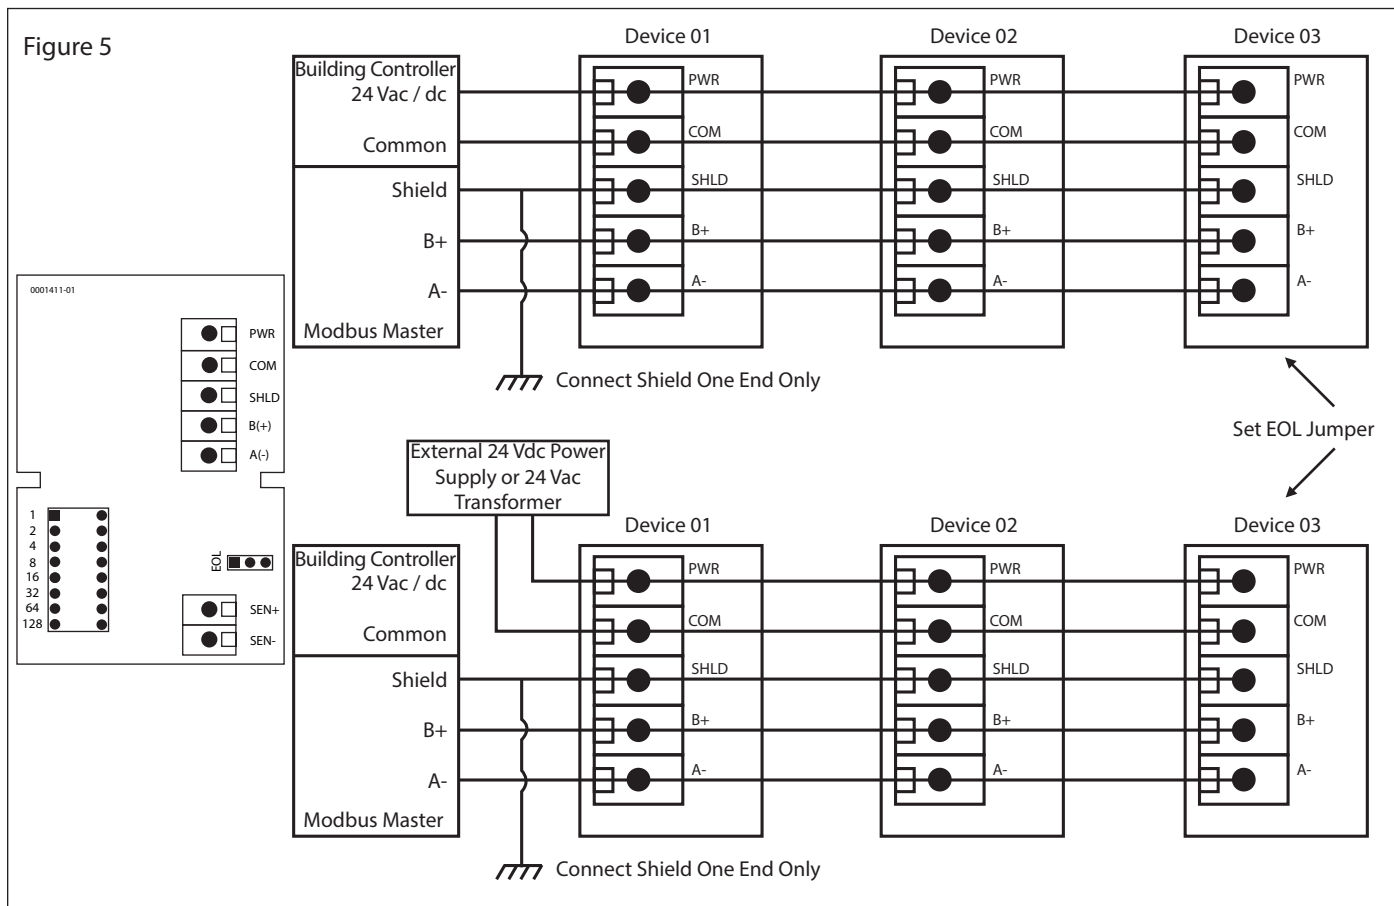 Figure 5
Device 01
Device 02
Device 03
Building Controller
24 Vac / dc
Common
Shield
B+
A-
Modbus Master
PWR
COM
SHLD
B+
A-
PWR
COM
SHLD
B+
A-
PWR
COM
SHLD
B+
A-
Connect Shield One End Only
Set EOL Jumper
0001411-01
PWR
COM
SHLD
B(+)
A(-)
1
2
4
8
16
32
64
128
EOL
SEN+
SEN-
External 24 Vdc Power
Supply or 24 Vac
Transformer
Device 01
Device 02
Device 03
Building Controller
24 Vac / dc
Common
Shield
B+
A-
Modbus Master
PWR
COM
SHLD
B+
A-
PWR
COM
SHLD
B+
A-
PWR
COM
SHLD
B+
A-
Connect Shield One End Only